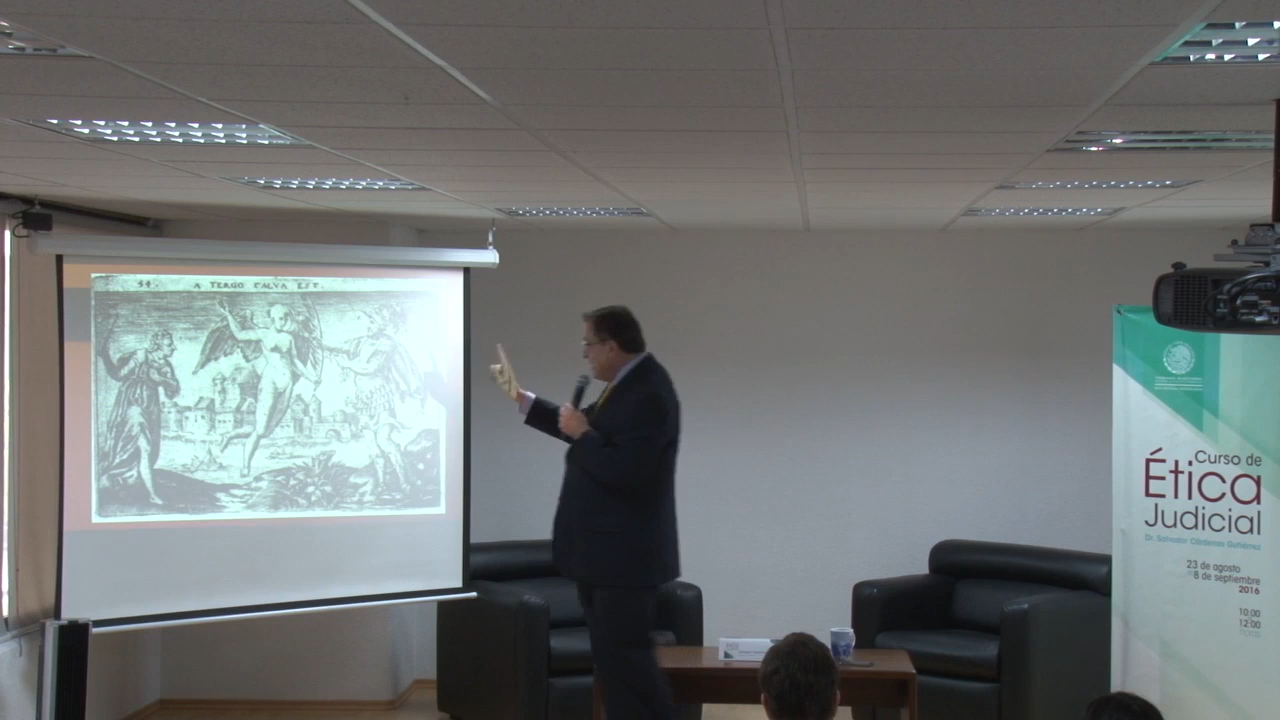 54. A TERGO CALVA EST.
Curso de
Ética
Judicial
Dr. Salvador Cárdenas Gutiérrez
23 de agosto
8 de septiembre
2016
10:00
12:00
horas